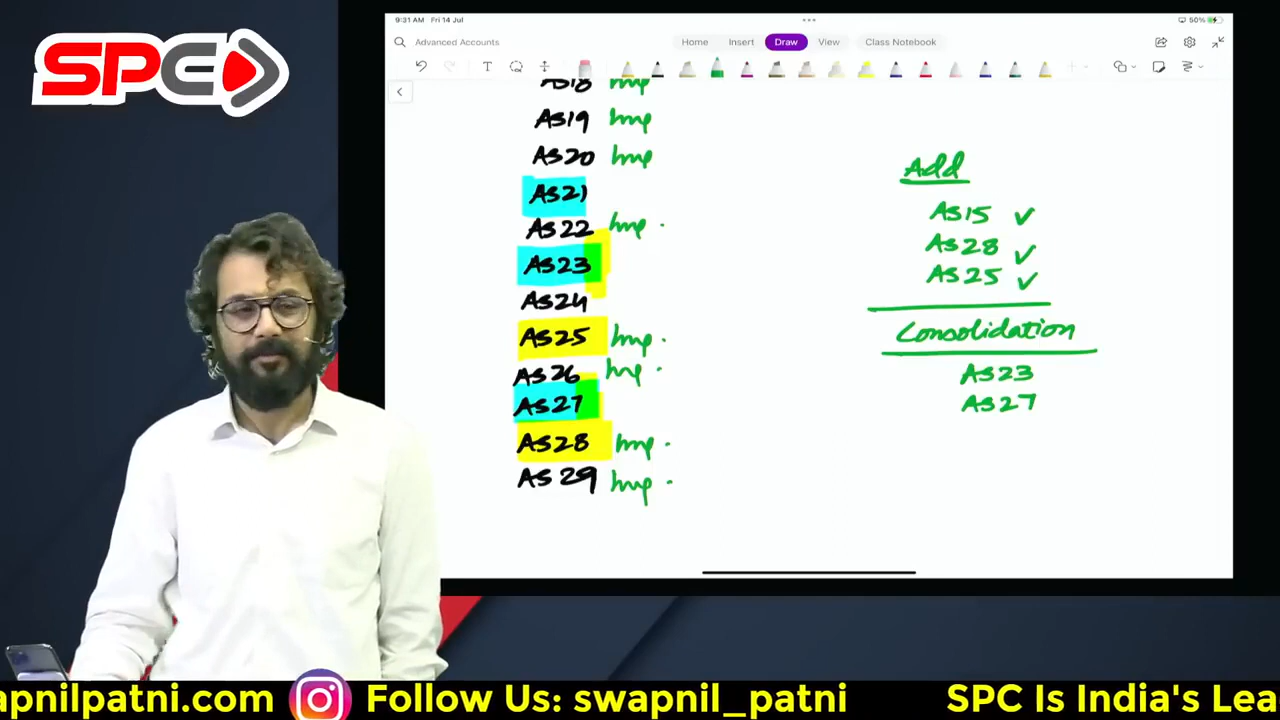 SPC
9:31 AM Fri 14 Jul
50%
Advanced Accounts
Home Insert Draw View Class Notebook
AS18 Imp
AS19 Imp
AS20 Imp
AS21
AS22 Imp .
AS23
AS24
AS25 Imp .
AS26 Imp .
AS27
AS28 Imp .
AS29 Imp .
Add
AS15 ✓
AS28 ✓
AS25 ✓
Consolidation
AS23
AS27
apnilpatni.com Follow Us: swapnil_patni SPC Is India's Lea